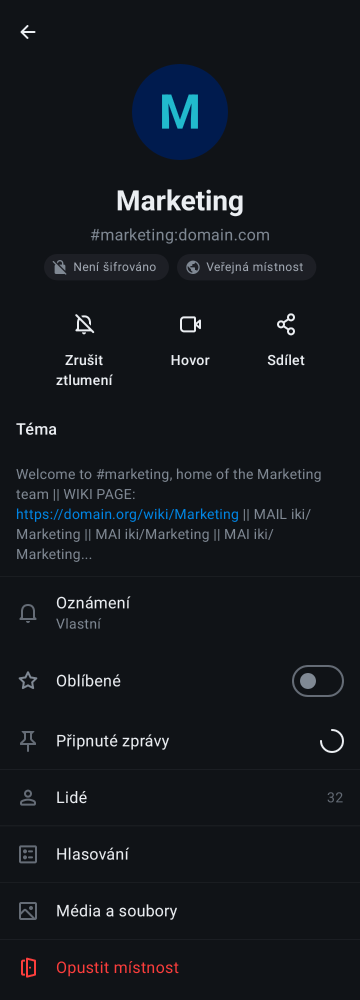 M
Marketing
#marketing:domain.com
Není šifrováno
Veřejná místnost
Zrušit
ztlumení
Hovor
Sdílet
Téma
Welcome to #marketing, home of the Marketing
team || WIKI PAGE:
https://domain.org/wiki/Marketing || MAIL iki/
Marketing || MAI iki/Marketing || MAI iki/
Marketing...
Oznámení
Vlastní
Oblíbené
Připnuté zprávy
Lidé
32
Hlasování
Média a soubory
Opustit místnost